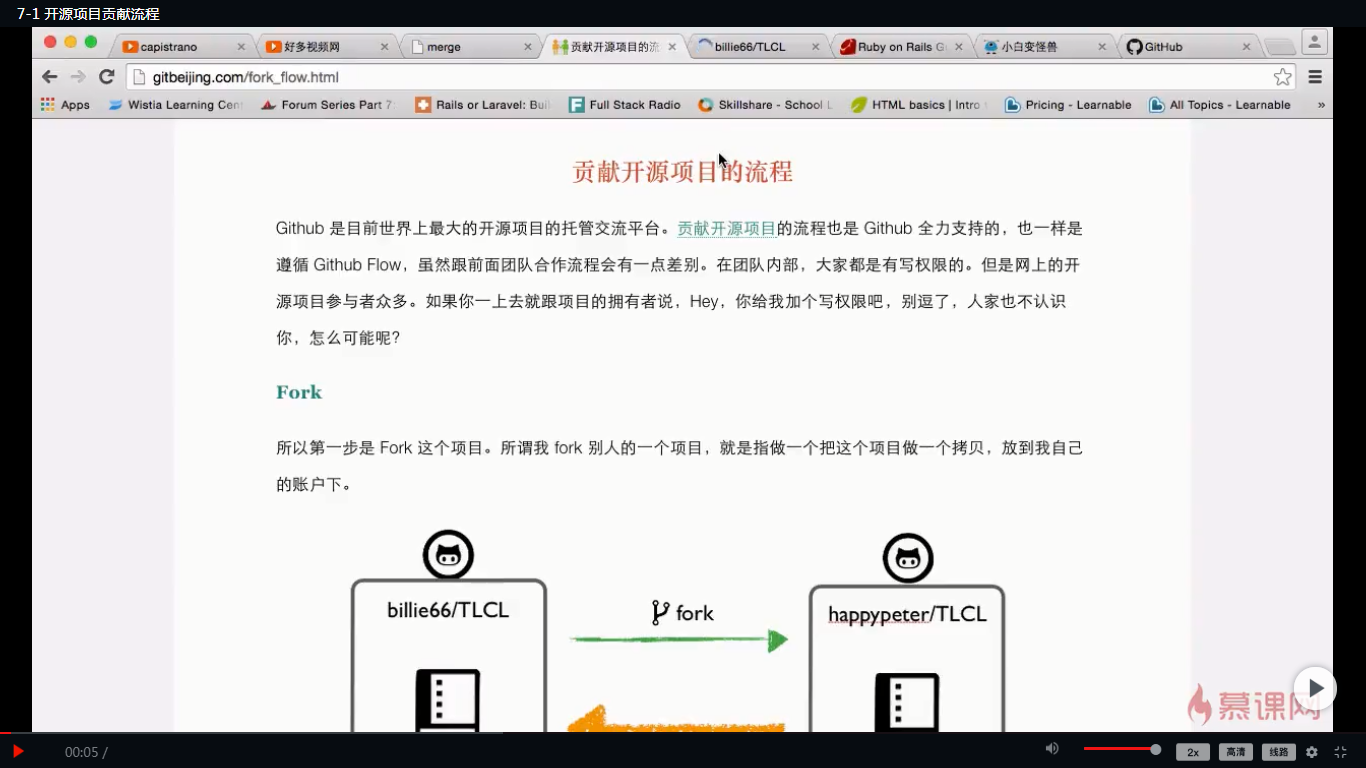 7-1 开源项目贡献流程
capistrano
好多视频网
merge
贡献开源项目的流
billie66/TLCL
Ruby on Rails G
小白变怪兽
GitHub
gitbeijing.com/fork_flow.html
Apps
Wistia Learning Cen
Forum Series Part 7
Rails or Laravel: Bui
Full Stack Radio
Skillshare - School
HTML basics | Intro
Pricing - Learnable
All Topics - Learnable
»
贡献开源项目的流程
Github 是目前世界上最大的开源项目的托管交流平台。贡献开源项目的流程也是 Github 全力支持的，也一样是
遵循 Github Flow，虽然跟前面团队合作流程会有一点差别。在团队内部，大家都是有写权限的。但是网上的开
源项目参与者众多。如果你一上去就跟项目的拥有者说，Hey，你给我加个写权限吧，别逗了，人家也不认识
你，怎么可能呢?
Fork
所以第一步是 Fork 这个项目。所谓我 fork 别人的一个项目，就是指做一个把这个项目做一个拷贝，放到我自己
的账户下。
billie66/TLCL
fork
happypeter/TLCL
慕课网
00:05 /
2x
高清
线路